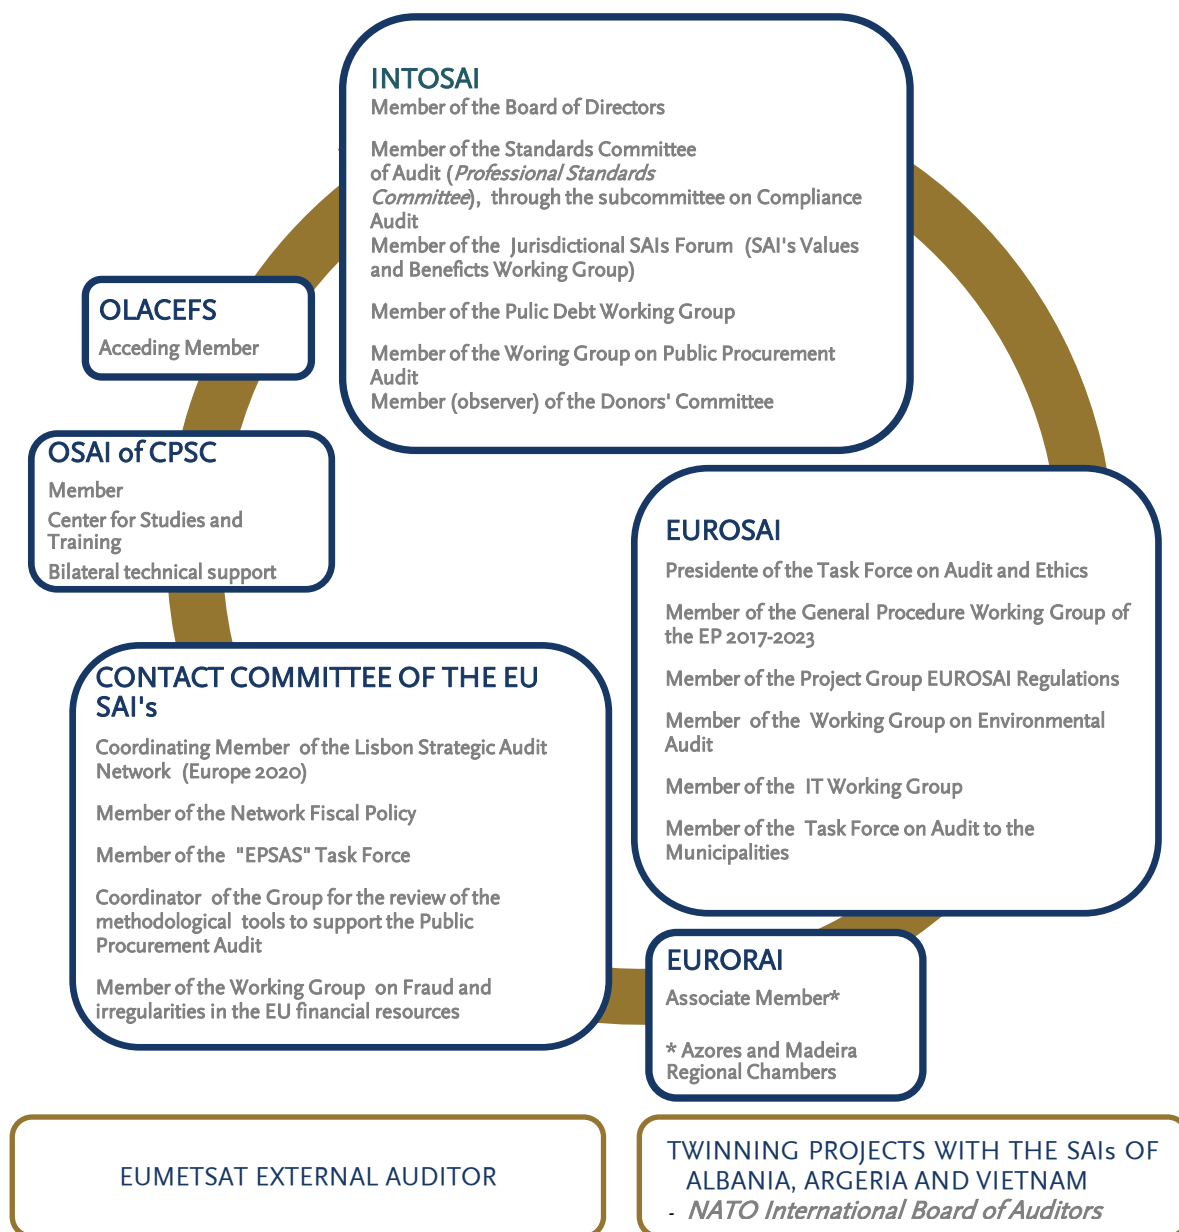 INTOSAI
Member of the Board of Directors
Member of the Standards Committee
of Audit (Professional Standards
Committee), through the subcommittee on Compliance
Audit
Member of the Jurisdictional SAIs Forum (SAI's Values
and Beneficts Working Group)
Member of the Pulic Debt Working Group
Member of the Woring Group on Public Procurement
Audit
Member (observer) of the Donors' Committee
OLACEFS
Acceding Member
OSAI of CPSC
Member
Center for Studies and
Training
Bilateral technical support
EUROSAI
Presidente of the Task Force on Audit and Ethics
Member of the General Procedure Working Group of
the EP 2017-2023
Member of the Project Group EUROSAI Regulations
Member of the Working Group on Environmental
Audit
Member of the IT Working Group
Member of the Task Force on Audit to the
Municipalities
CONTACT COMMITTEE OF THE EU
SAI's
Coordinating Member of the Lisbon Strategic Audit
Network (Europe 2020)
Member of the Network Fiscal Policy
Member of the "EPSAS" Task Force
Coordinator of the Group for the review of the
methodological tools to support the Public
Procurement Audit
Member of the Working Group on Fraud and
irregularities in the EU financial resources
EURORAI
Associate Member*
* Azores and Madeira
Regional Chambers
EUMETSAT EXTERNAL AUDITOR
TWINNING PROJECTS WITH THE SAIs OF
ALBANIA, ARGERIA AND VIETNAM
- NATO International Board of Auditors